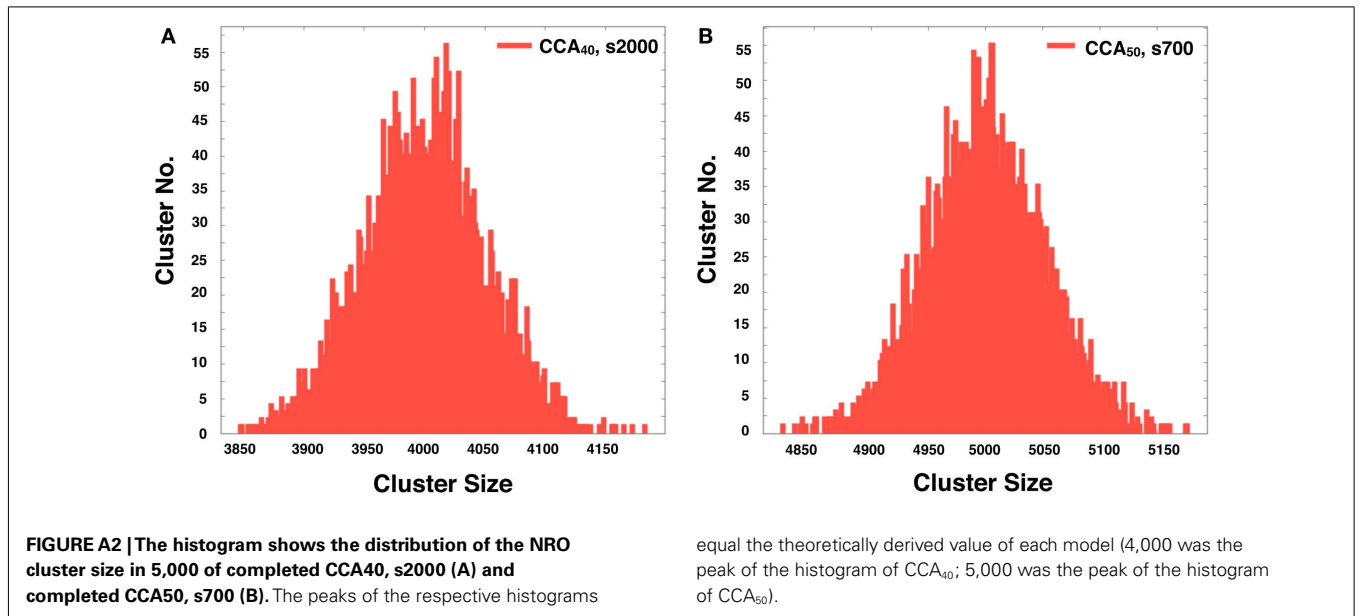 A
CCA40, s2000
55
50
45
40
35
30
25
20
15
10
5
0
Cluster No.
3850 3900 3950 4000 4050 4100 4150
Cluster Size
B
CCA50, s700
55
50
45
40
35
30
25
20
15
10
5
0
Cluster No.
4850 4900 4950 5000 5050 5100 5150
Cluster Size
FIGURE A2 | The histogram shows the distribution of the NRO
cluster size in 5,000 of completed CCA40, s2000 (A) and
completed CCA50, s700 (B). The peaks of the respective histograms
equal the theoretically derived value of each model (4,000 was the
peak of the histogram of CCA40; 5,000 was the peak of the histogram
of CCA50).